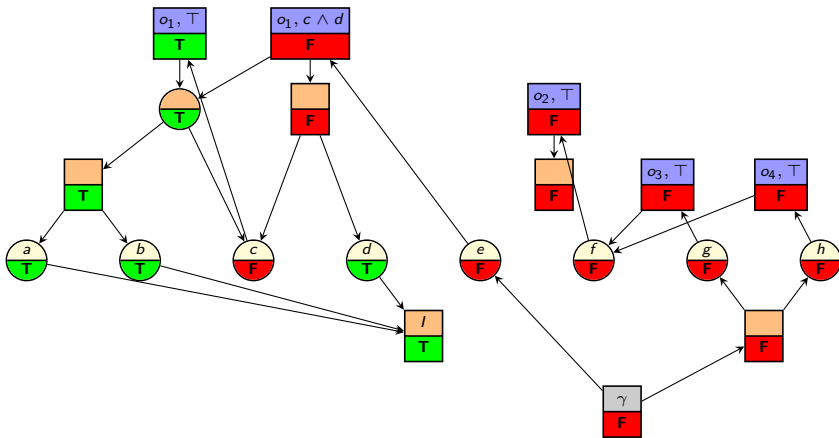 o₁, ⊤
T
o₁, c ∧ d
F
T
F
o₂, ⊤
F
T
F
o₃, ⊤
F
o₄, ⊤
F
a
T
b
T
c
F
d
T
e
F
f
F
g
F
h
F
I
T
F
γ
F